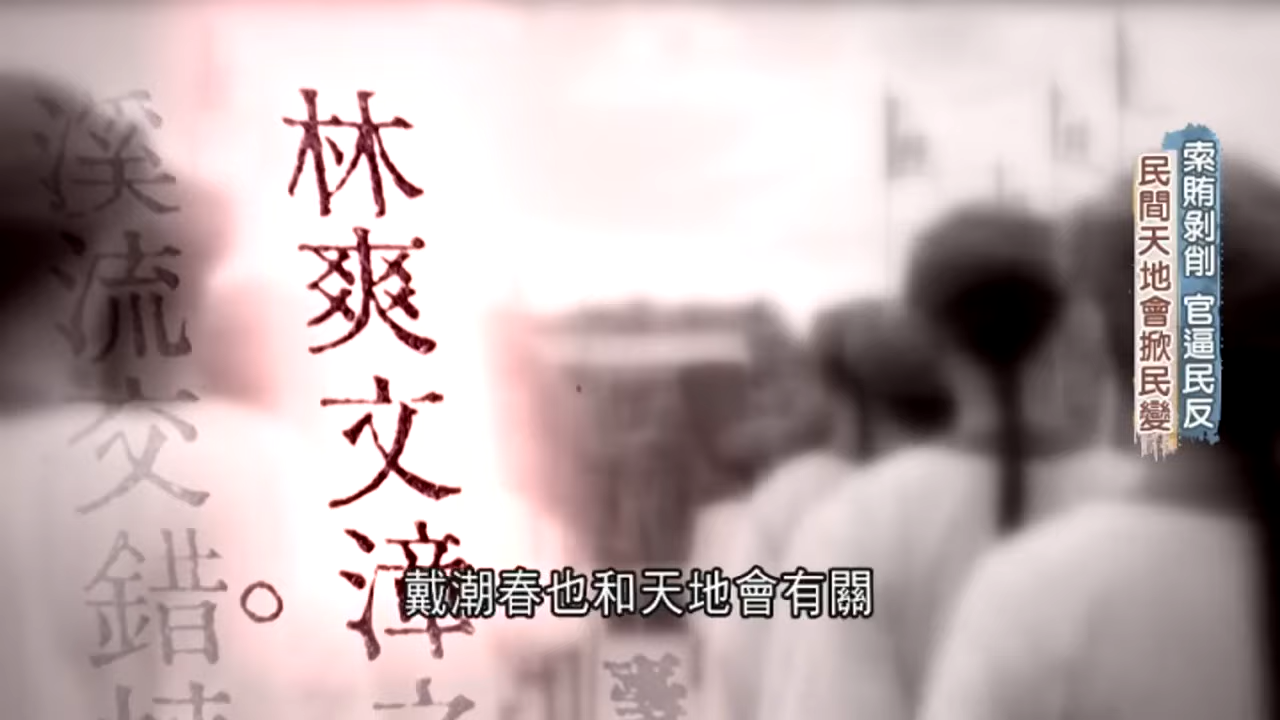 索賄剝削 官逼民反
民間天地會掀民變
林爽文漳
溪流交錯
。
戴潮春也和天地會有關